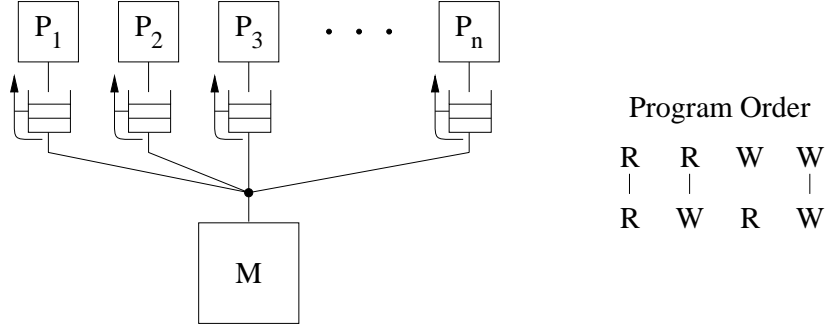 P1 P2 P3 . . . Pn
M
Program Order
R R W W
R W R W